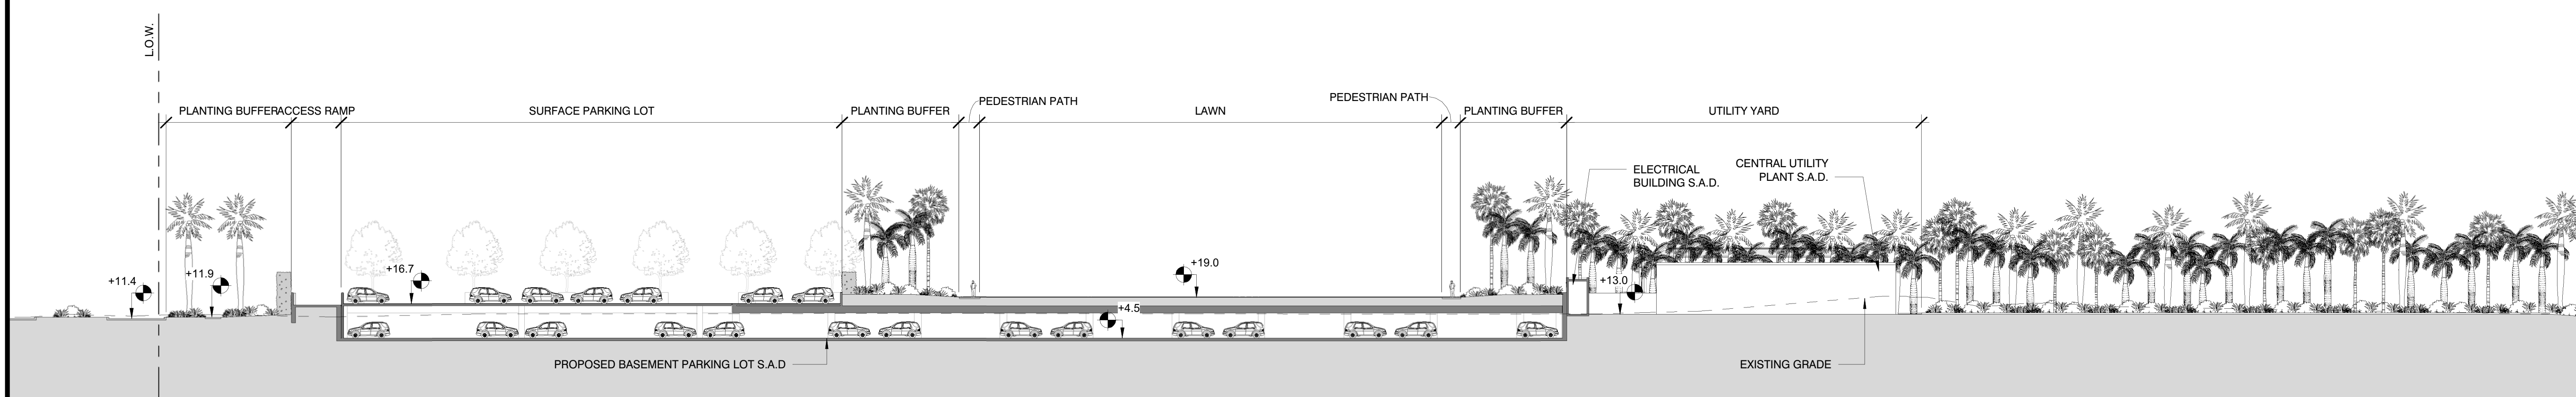 L.O.W.
PLANTING BUFFER
ACCESS RAMP
SURFACE PARKING LOT
PLANTING BUFFER
PEDESTRIAN PATH
LAWN
PEDESTRIAN PATH
PLANTING BUFFER
UTILITY YARD
ELECTRICAL
BUILDING S.A.D.
CENTRAL UTILITY
PLANT S.A.D.
+11.4
+11.9
+16.7
+19.0
+4.5
+13.0
PROPOSED BASEMENT PARKING LOT S.A.D
EXISTING GRADE